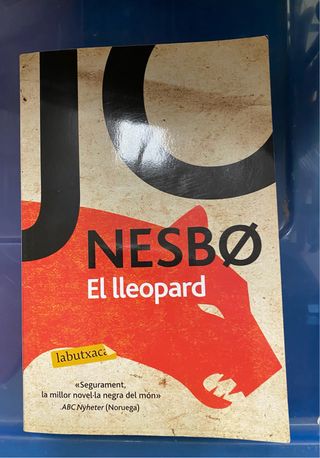 JO
NESBØ
El lleopard
labutxaca
«Segurament,
la millor novel·la negra del món»
ABC Nyheter (Noruega)